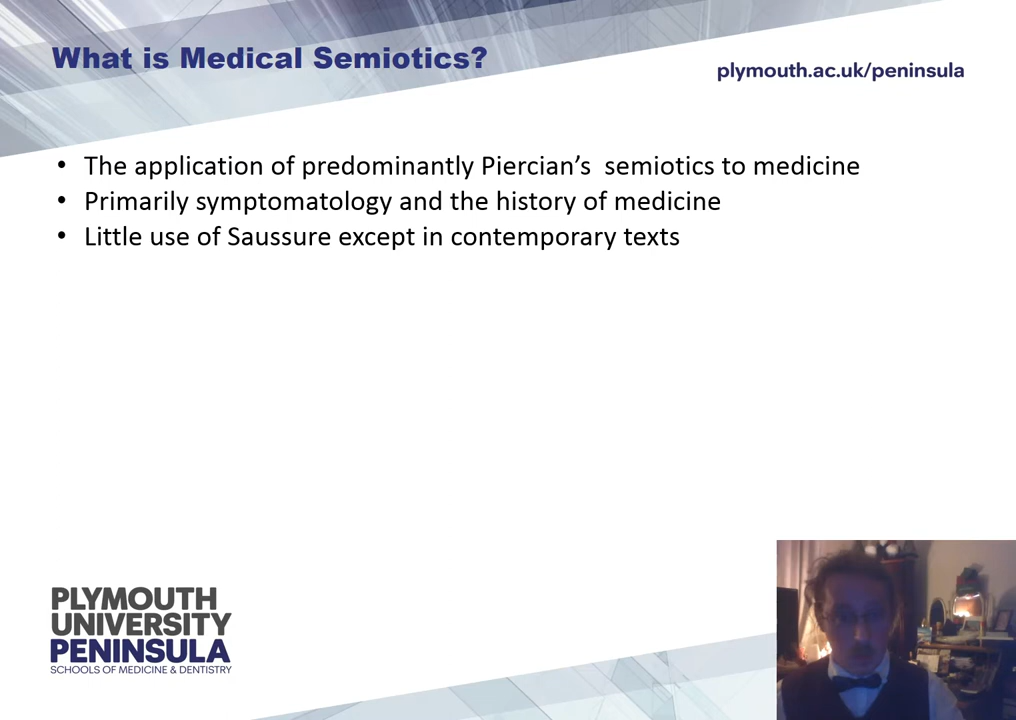 What is Medical Semiotics?
plymouth.ac.uk/peninsula
• The application of predominantly Piercian’s  semiotics to medicine
• Primarily symptomatology and the history of medicine
• Little use of Saussure except in contemporary texts
PLYMOUTH
UNIVERSITY
PENINSULA
SCHOOLS OF MEDICINE & DENTISTRY